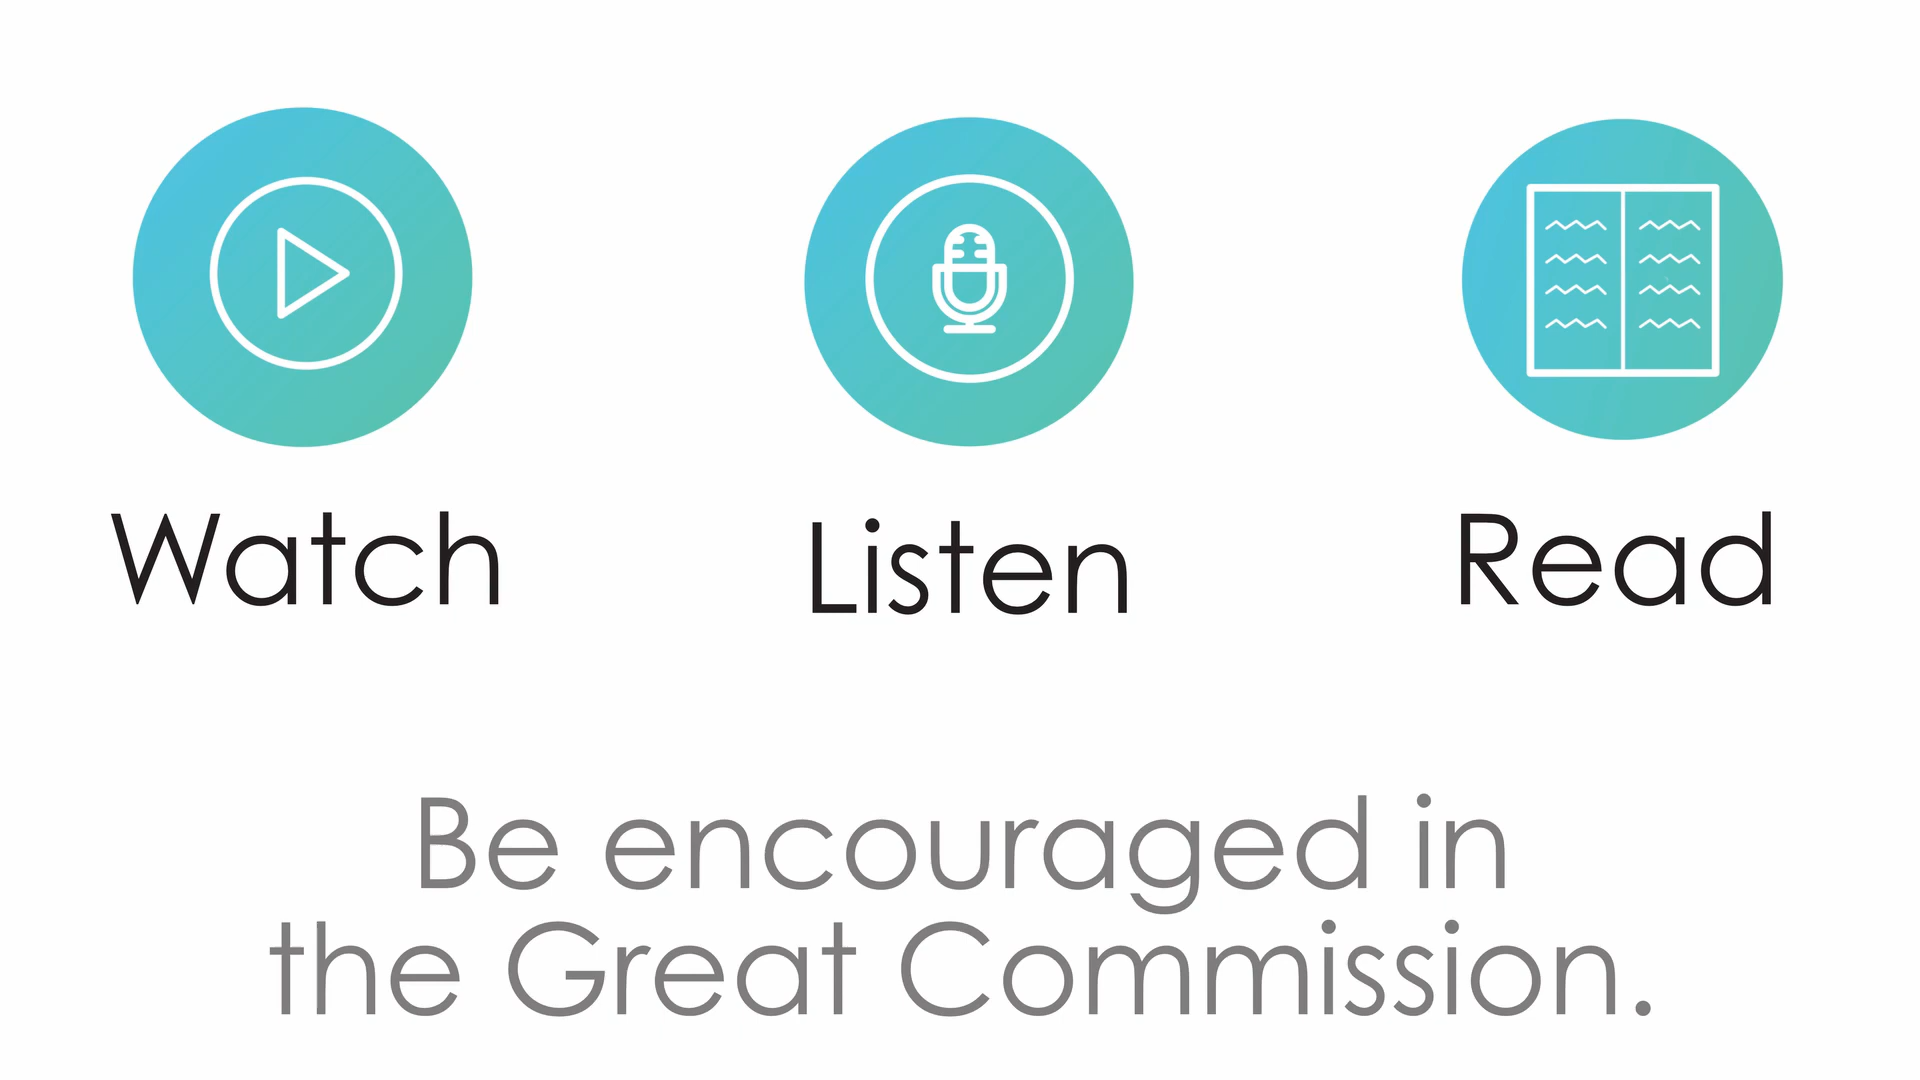 Watch
Listen
Read
Be encouraged in
the Great Commission.